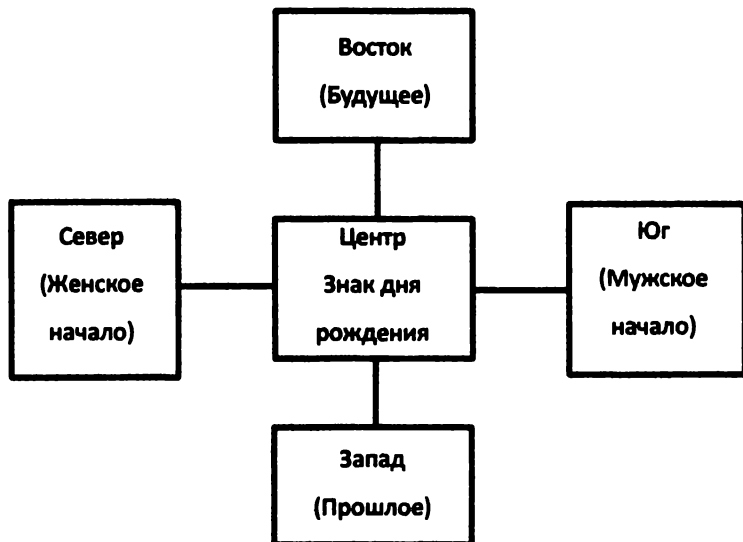 Восток
(Будущее)
Север
(Женское
начало)
Центр
Знак дня
рождения
Юг
(Мужское
начало)
Запад
(Прошлое)